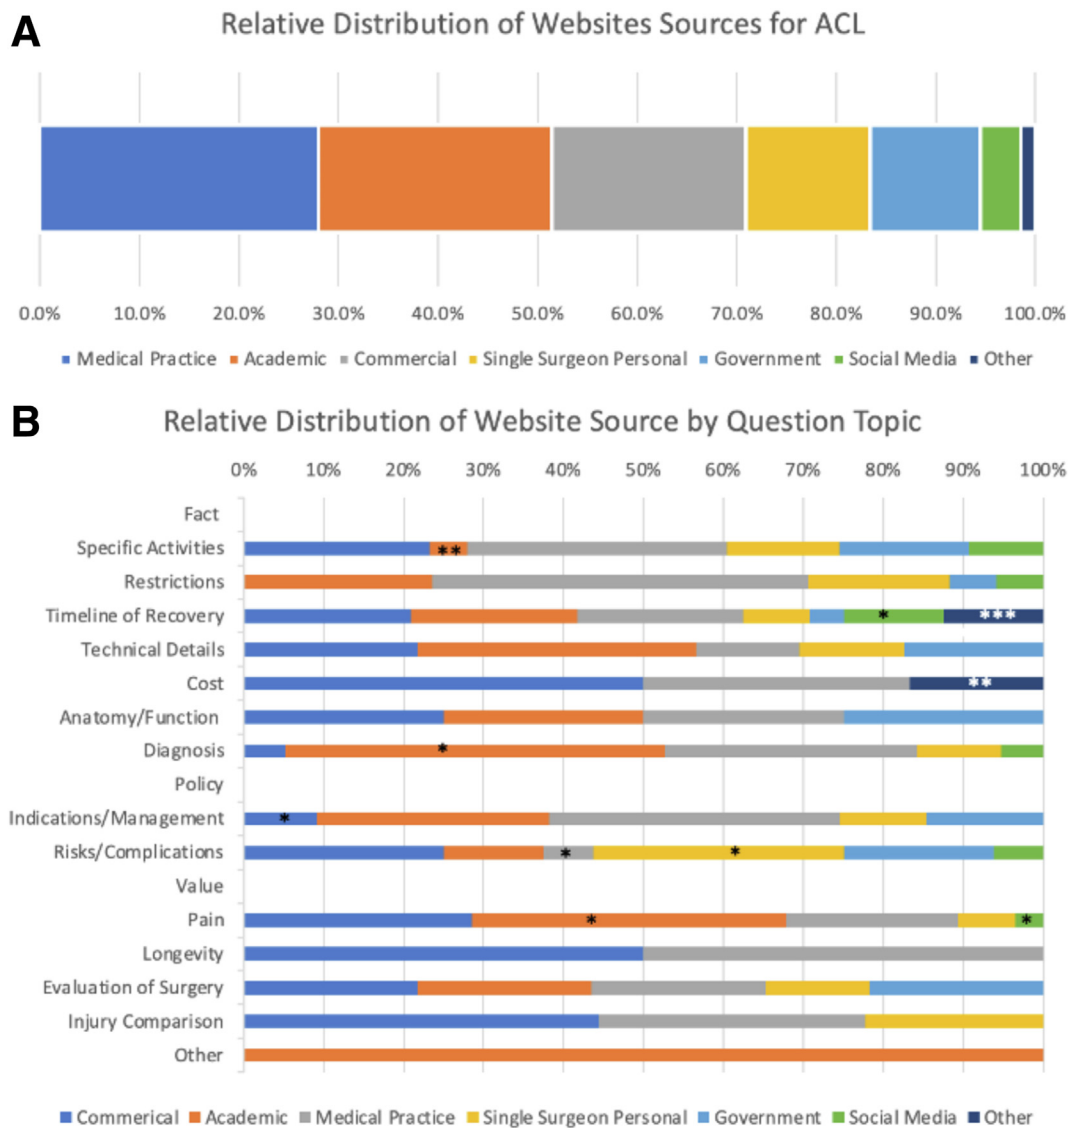 A
Relative Distribution of Websites Sources for ACL
0.0% 10.0% 20.0% 30.0% 40.0% 50.0% 60.0% 70.0% 80.0% 90.0% 100.0%
Medical Practice Academic Commercial Single Surgeon Personal Government Social Media Other
B
Relative Distribution of Website Source by Question Topic
0% 10% 20% 30% 40% 50% 60% 70% 80% 90% 100%
Fact
Specific Activities **
Restrictions
Timeline of Recovery * ***
Technical Details
Cost **
Anatomy/Function
Diagnosis *
Policy
Indications/Management *
Risks/Complications * *
Value
Pain * *
Longevity
Evaluation of Surgery
Injury Comparison
Other
Commerical Academic Medical Practice Single Surgeon Personal Government Social Media Other